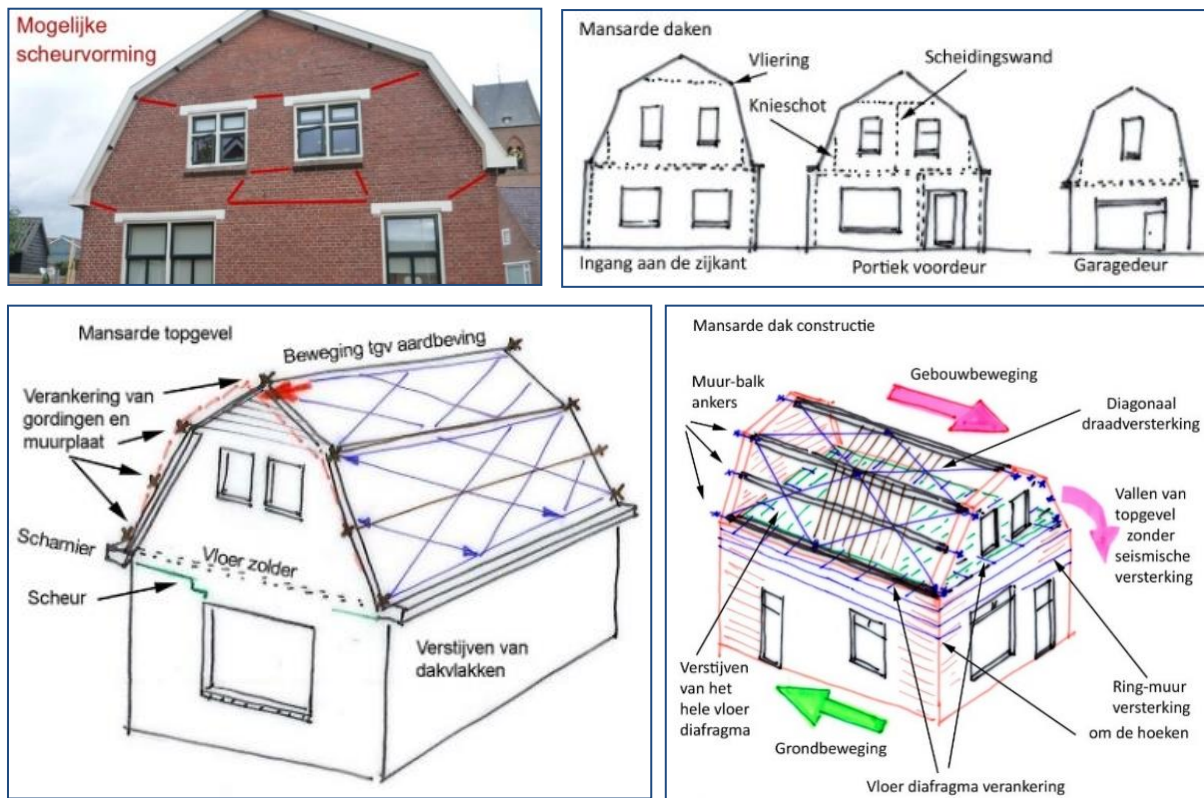 Mogelijke
scheurvorming
Mansarde daken
Vliering
Scheidingswand
Knieschot
Ingang aan de zijkant
Portiek voordeur
Garagedeur
Mansarde topgevel
Beweging tgv aardbeving
Verankering van
gordingen en
muurplaat
Scharnier
Vloer zolder
Scheur
Verstijven van
dakvlakken
Mansarde dak constructie
Gebouwbeweging
Muur-balk
ankers
Diagonaal
draadversterking
Vallen van
topgevel
zonder
seismische
versterking
Verstijven
van het
hele vloer
diafragma
Ring-muur
versterking
om de hoeken
Grondbeweging
Vloer diafragma verankering